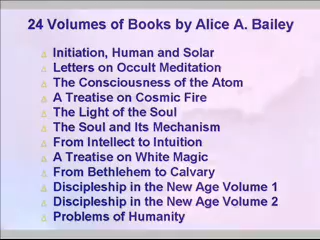 24 Volumes of Books by Alice A. Bailey
Initiation, Human and Solar
Letters on Occult Meditation
The Consciousness of the Atom
A Treatise on Cosmic Fire
The Light of the Soul
The Soul and Its Mechanism
From Intellect to Intuition
A Treatise on White Magic
From Bethlehem to Calvary
Discipleship in the New Age Volume 1
Discipleship in the New Age Volume 2
Problems of Humanity